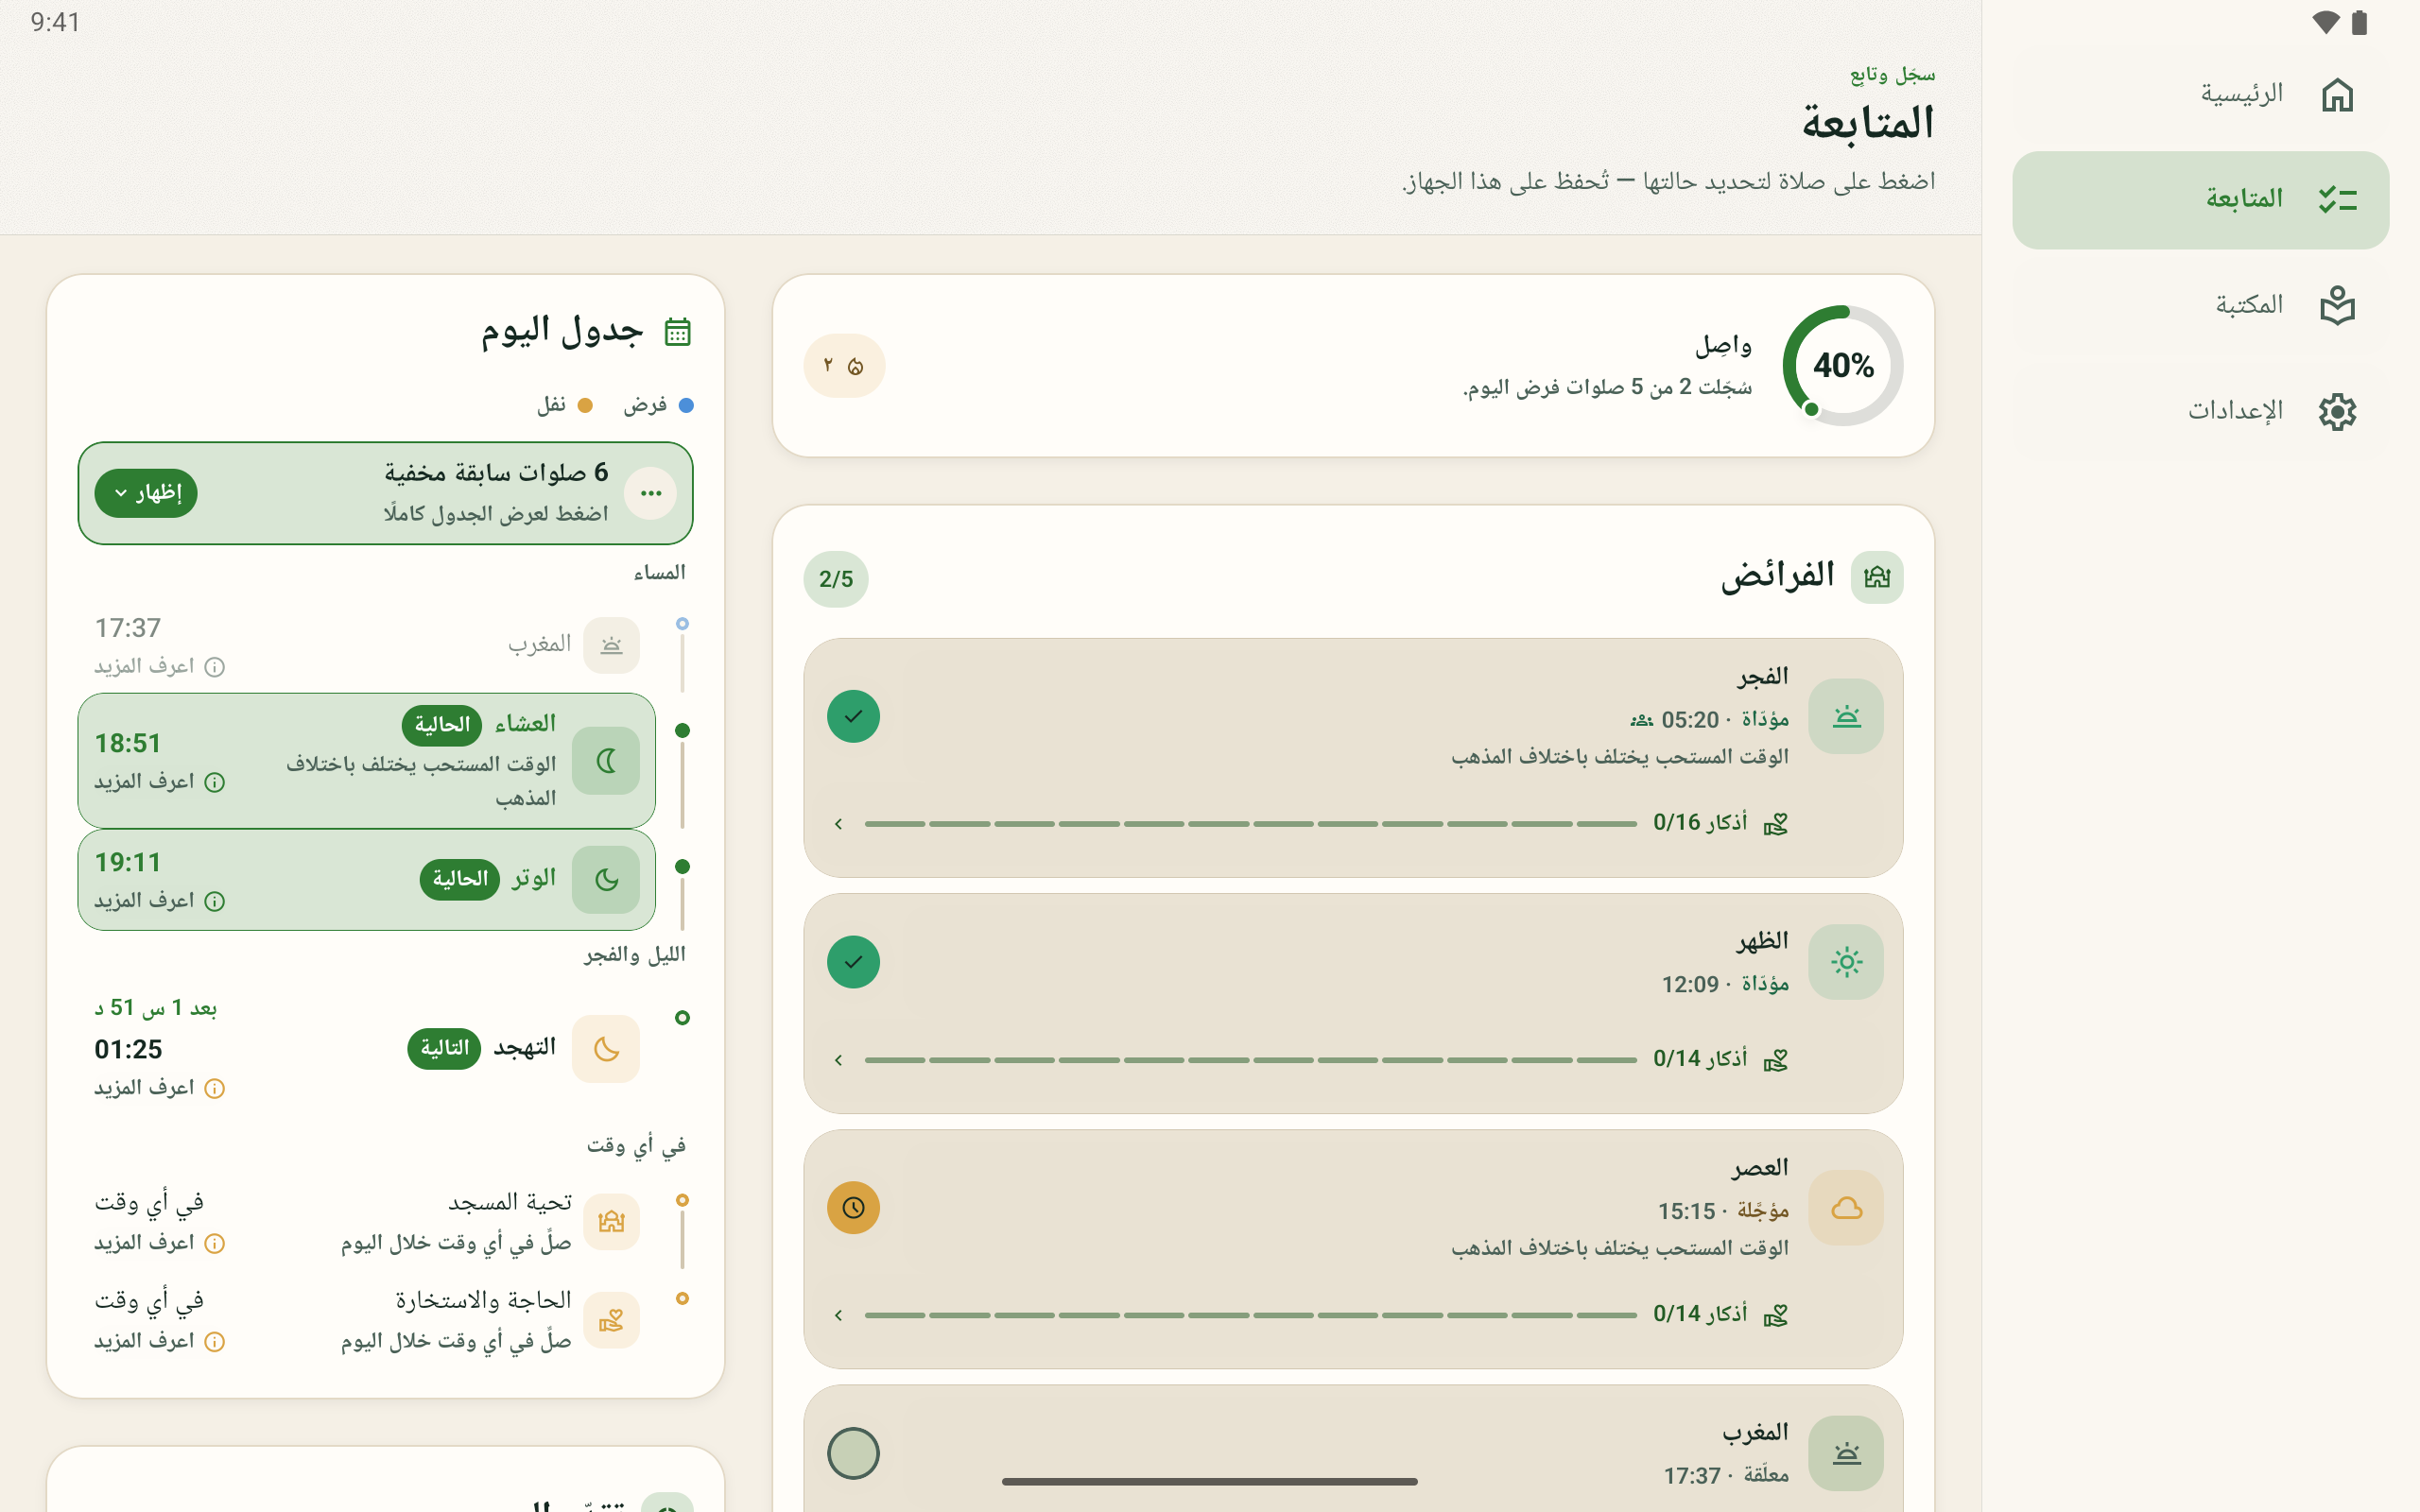 9:41
الرئيسية
المتابعة
المكتبة
الإعدادات
سجّل وتابع
المتابعة
اضغط على صلاة لتحديد حالتها — تُحفظ على هذا الجهاز.
40%
واصِل
سُجّلت 2 من 5 صلوات فرض اليوم.
٢
الفرائض
2/5
الفجر
مؤدّاة · 05:20
الوقت المستحب يختلف باختلاف المذهب
أذكار 0/16
الظهر
مؤدّاة · 12:09
أذكار 0/14
العصر
مؤجّلة · 15:15
الوقت المستحب يختلف باختلاف المذهب
أذكار 0/14
المغرب
معلّقة · 17:37
جدول اليوم
فرض
نفل
6 صلوات سابقة مخفية
اضغط لعرض الجدول كاملًا
إظهار
المساء
المغرب
17:37
اعرف المزيد
العشاء
الحالية
الوقت المستحب يختلف باختلاف
المذهب
18:51
اعرف المزيد
الوتر
الحالية
19:11
اعرف المزيد
الليل والفجر
التهجد
التالية
بعد 1 س 51 د
01:25
اعرف المزيد
في أي وقت
تحية المسجد
صلِّ في أي وقت خلال اليوم
في أي وقت
اعرف المزيد
الحاجة والاستخارة
صلِّ في أي وقت خلال اليوم
في أي وقت
اعرف المزيد